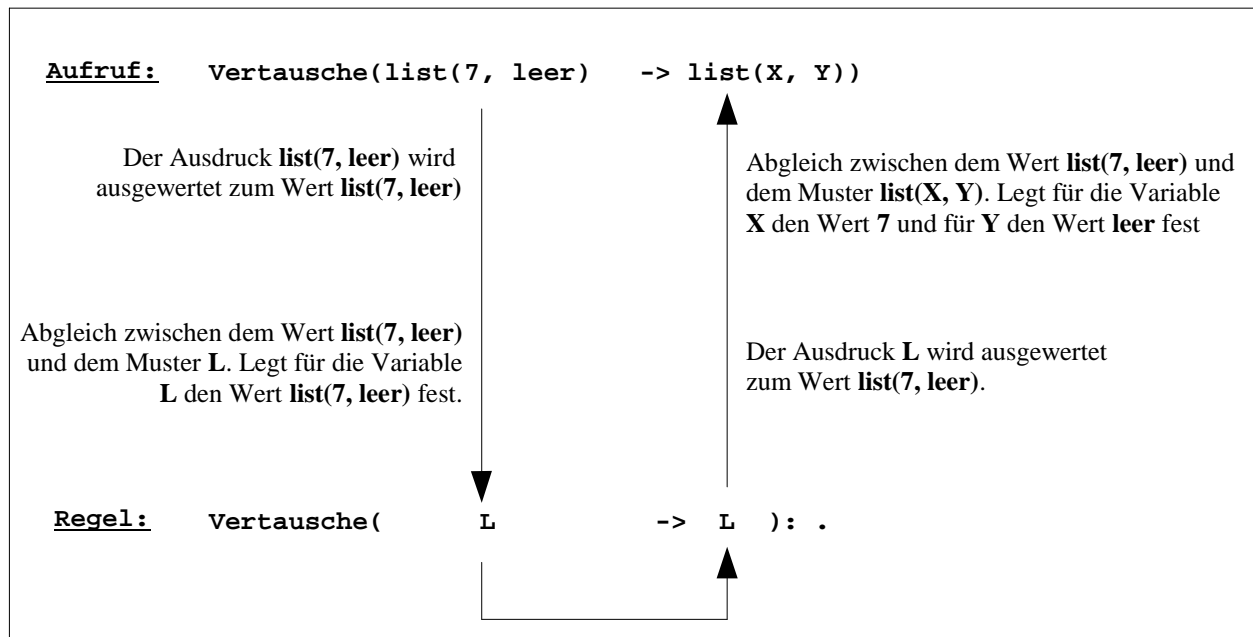 Aufruf: Vertausche(list(7, leer) -> list(X, Y))
Der Ausdruck list(7, leer) wird
ausgewertet zum Wert list(7, leer)
Abgleich zwischen dem Wert list(7, leer) und
dem Muster list(X, Y). Legt für die Variable
X den Wert 7 und für Y den Wert leer fest
Abgleich zwischen dem Wert list(7, leer)
und dem Muster L. Legt für die Variable
L den Wert list(7, leer) fest.
Der Ausdruck L wird ausgewertet
zum Wert list(7, leer).
Regel: Vertausche( L -> L ): .